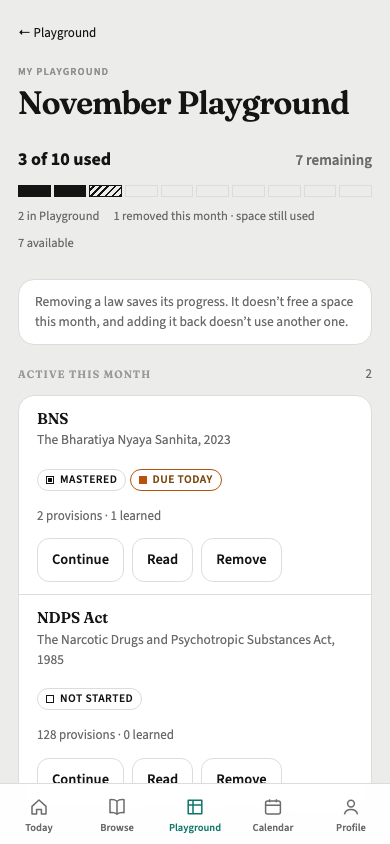 ← Playground
MY PLAYGROUND
November Playground
3 of 10 used
7 remaining
2 in Playground
1 removed this month · space still used
7 available
Removing a law saves its progress. It doesn’t free a space
this month, and adding it back doesn’t use another one.
ACTIVE THIS MONTH
2
BNS
The Bharatiya Nyaya Sanhita, 2023
MASTERED
DUE TODAY
2 provisions · 1 learned
Continue
Read
Remove
NDPS Act
The Narcotic Drugs and Psychotropic Substances Act,
1985
NOT STARTED
128 provisions · 0 learned
Continue
Read
Remove
Today
Browse
Playground
Calendar
Profile